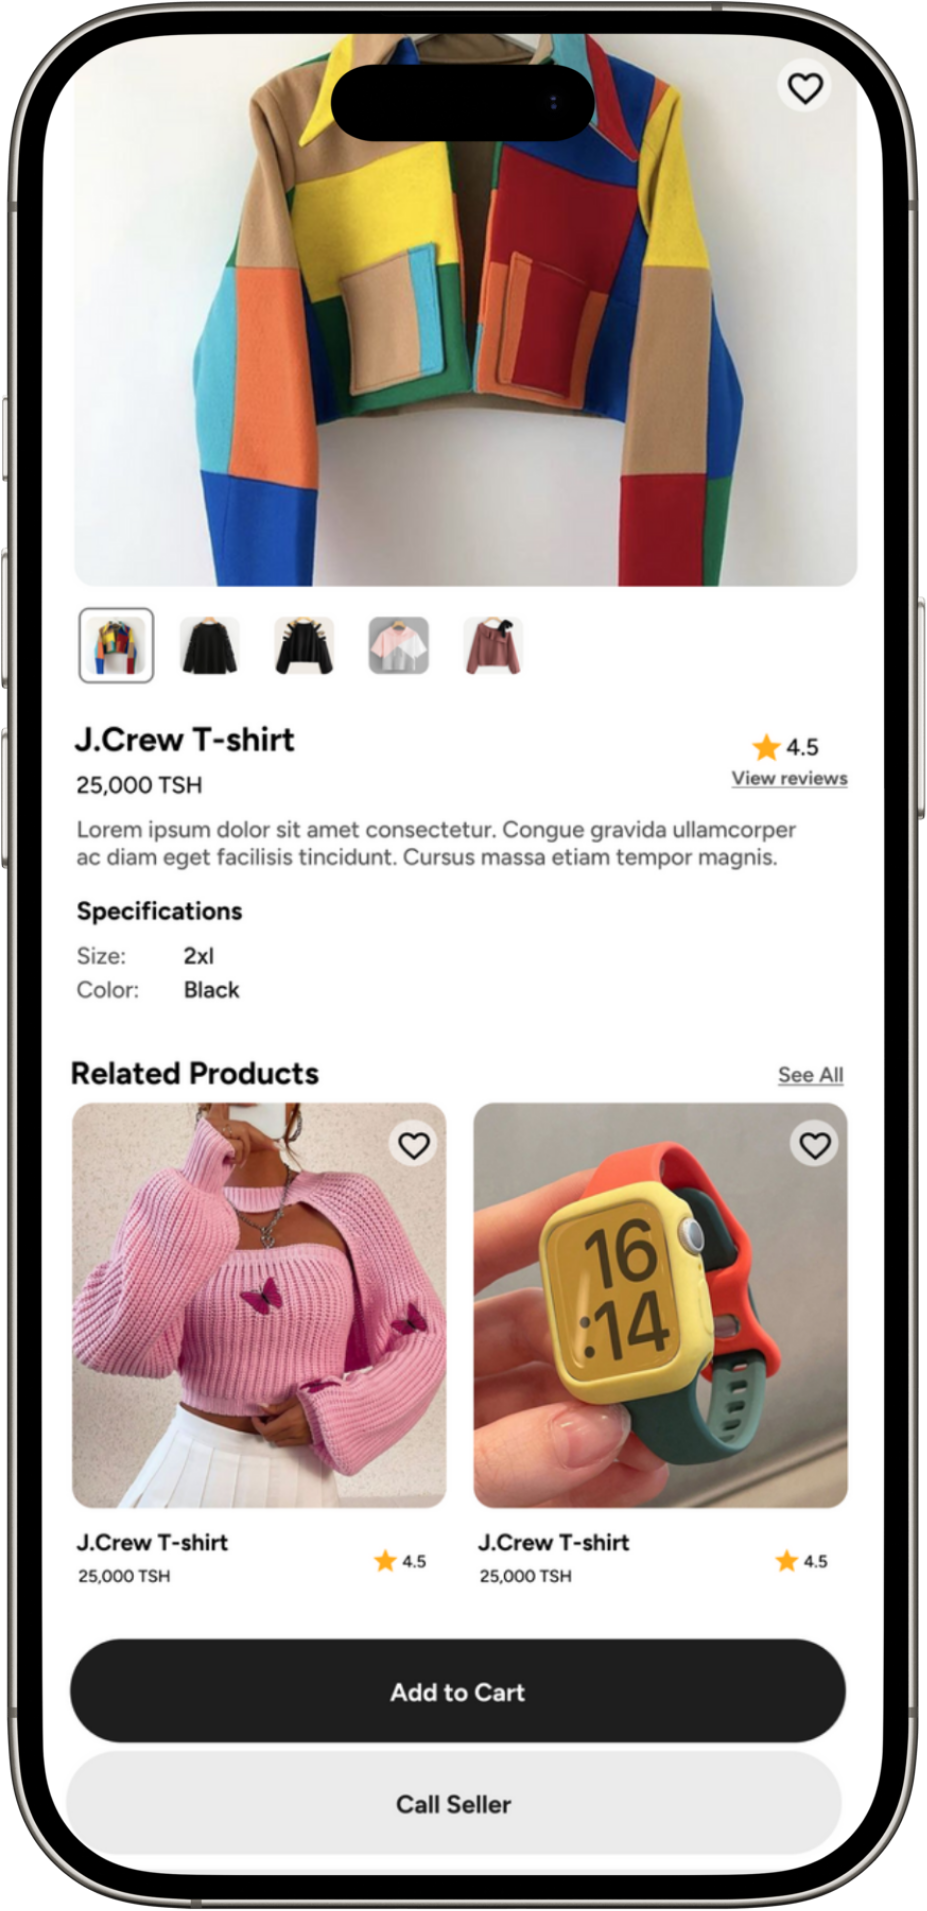 J.Crew T-shirt
4.5
25,000 TSH
View reviews
Lorem ipsum dolor sit amet consectetur. Congue gravida ullamcorper
ac diam eget facilisis tincidunt. Cursus massa etiam tempor magnis.
Specifications
Size: 2xl
Color: Black
Related Products
See All
16
:14
J.Crew T-shirt
25,000 TSH
4.5
J.Crew T-shirt
25,000 TSH
4.5
Add to Cart
Call Seller